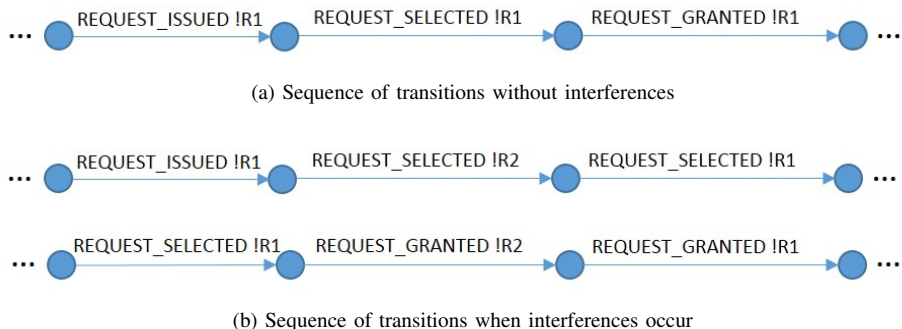 ... REQUEST_ISSUED !R1 REQUEST_SELECTED !R1 REQUEST_GRANTED !R1 ...
(a) Sequence of transitions without interferences
... REQUEST_ISSUED !R1 REQUEST_SELECTED !R2 REQUEST_SELECTED !R1 ...
... REQUEST_SELECTED !R1 REQUEST_GRANTED !R2 REQUEST_GRANTED !R1 ...
(b) Sequence of transitions when interferences occur